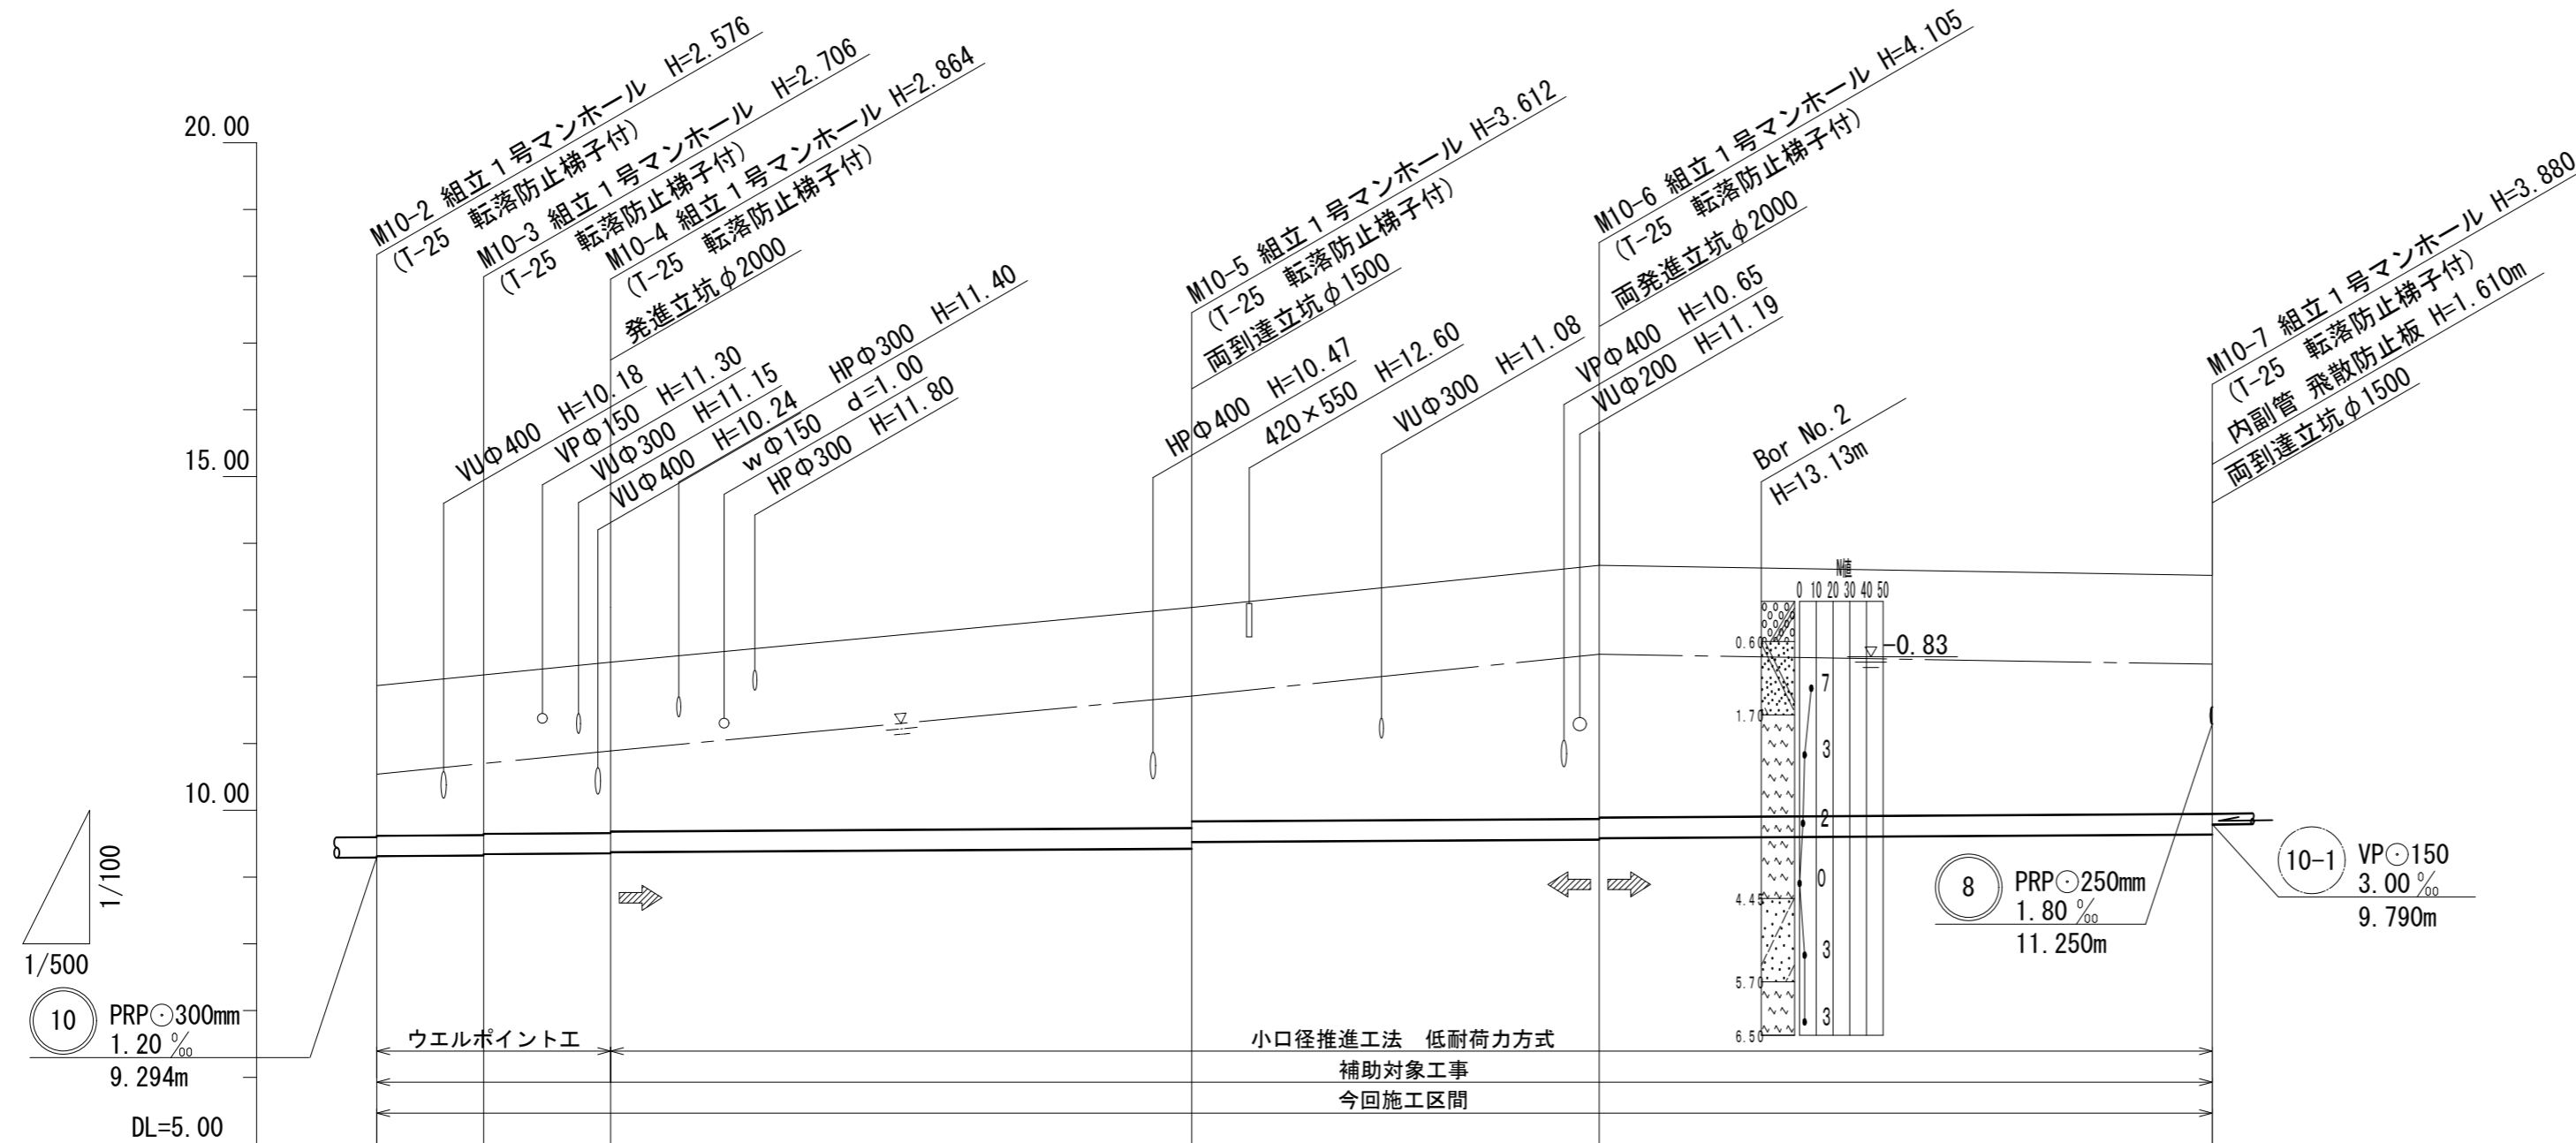 M10-2 組立1号マンホール H=2.576
(T-25 転落防止梯子付)
M10-3 組立1号マンホール H=2.706
(T-25 転落防止梯子付)
M10-4 組立1号マンホール H=2.864
(T-25 転落防止梯子付)
発進立坑φ2000
M10-5 組立1号マンホール H=3.612
(T-25 転落防止梯子付)
両到達立坑φ1500
M10-6 組立1号マンホール H=4.105
(T-25 転落防止梯子付)
両発進立坑φ2000
M10-7 組立1号マンホール H=3.880
(T-25 転落防止梯子付)
内副管 飛散防止板 H=1.610m
両到達立坑φ1500
VUΦ400 H=10.18
VPΦ150 H=11.30
VUΦ300 H=11.15
VUΦ400 H=10.24
HPΦ300 H=11.40
wΦ150 d=1.00
HPΦ300 H=11.80
HPΦ400 H=10.47
420×550 H=12.60
VUΦ300 H=11.08
VPΦ400 H=10.65
VUΦ200 H=11.19
Bor No.2
H=13.13m
20.00
15.00
10.00
DL=5.00
1/100
1/500
N値
0 10 20 30 40 50
0.60
1.70
4.45
5.70
6.50
-0.83
7
3
2
0
3
3
10
PRP⊙300mm
1.20 ‰
9.294m
8
PRP⊙250mm
1.80 ‰
11.250m
10-1
VP⊙150
3.00 ‰
9.790m
ウエルポイント工
小口径推進工法 低耐荷力方式
補助対象工事
今回施工区間